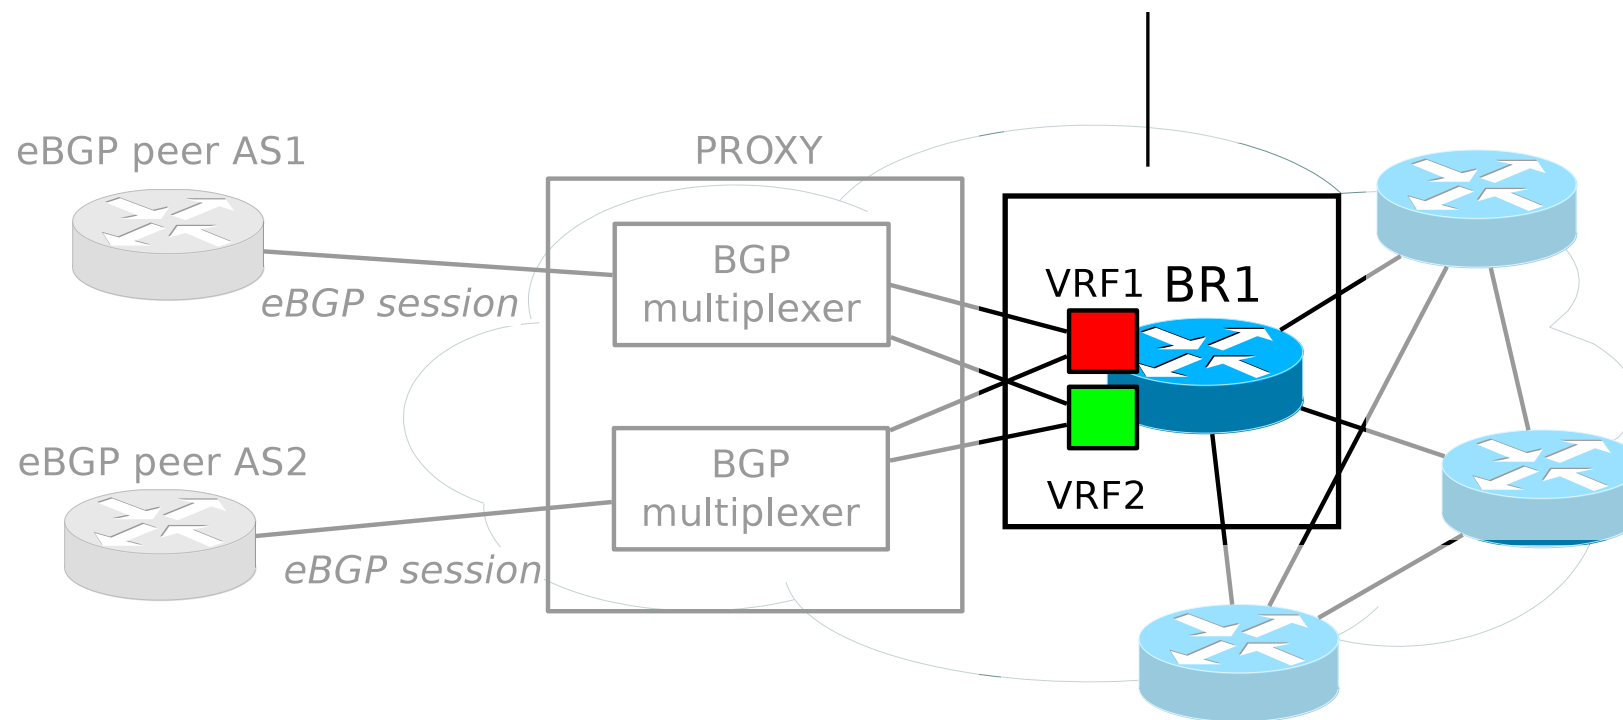 eBGP peer AS1
PROXY
eBGP session
BGP
multiplexer
VRF1
BR1
eBGP peer AS2
BGP
multiplexer
VRF2
eBGP session